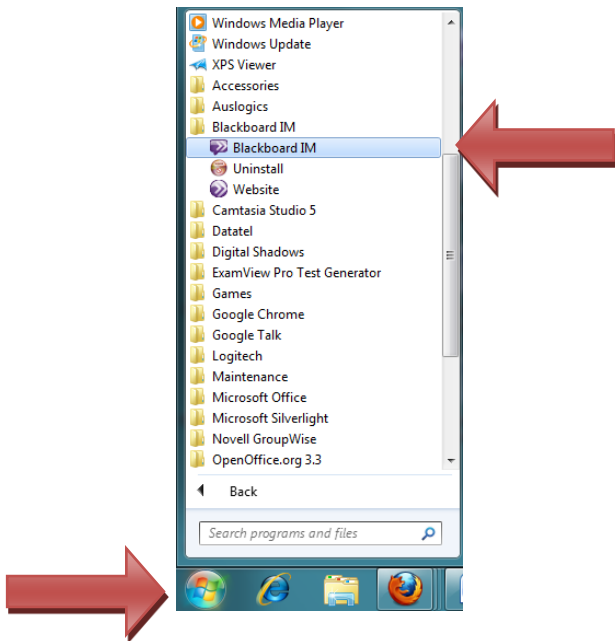 Windows Media Player
Windows Update
XPS Viewer
Accessories
Auslogics
Blackboard IM
Blackboard IM
Uninstall
Website
Camtasia Studio 5
Datatel
Digital Shadows
ExamView Pro Test Generator
Games
Google Chrome
Google Talk
Logitech
Maintenance
Microsoft Office
Microsoft Silverlight
Novell GroupWise
OpenOffice.org 3.3
Back
Search programs and files